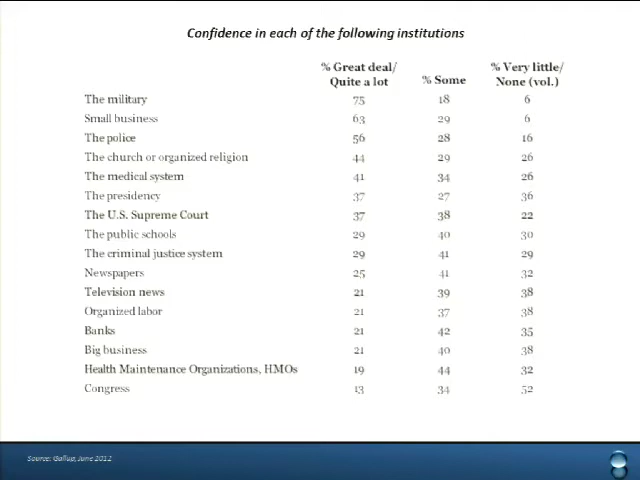 Confidence in each of the following institutions
% Great deal/ Quite a lot % Some % Very little/ None (vol.)
The military 75 18 6
Small business 63 29 6
The police 56 28 16
The church or organized religion 44 29 26
The medical system 41 34 26
The presidency 37 27 36
The U.S. Supreme Court 37 38 22
The public schools 29 40 30
The criminal justice system 29 41 29
Newspapers 25 41 32
Television news 21 39 38
Organized labor 21 37 38
Banks 21 42 35
Big business 21 40 38
Health Maintenance Organizations, HMOs 19 44 32
Congress 13 34 52
Source: Gallup, June 2012